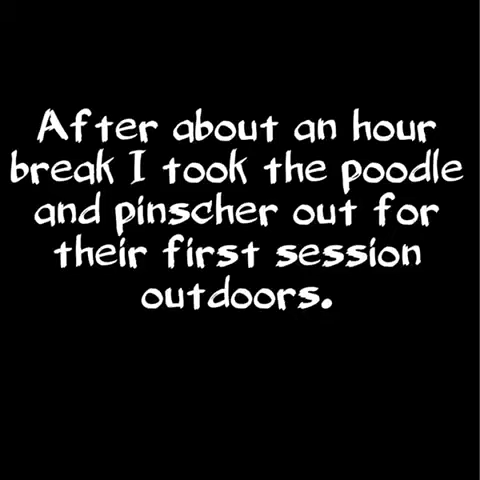 After about an hour
break I took the poodle
and pinscher out for
their first session
outdoors.